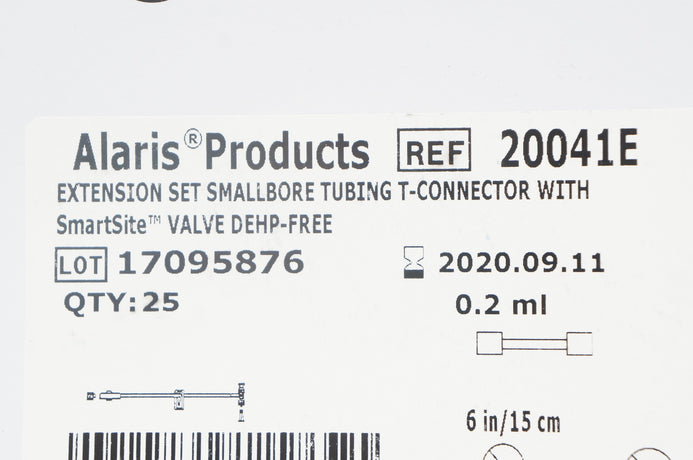 Alaris® Products REF 20041E
EXTENSION SET SMALLBORE TUBING T-CONNECTOR WITH
SmartSite™ VALVE DEHP-FREE
LOT 17095876 2020.09.11
QTY: 25 0.2 ml
6 in/15 cm